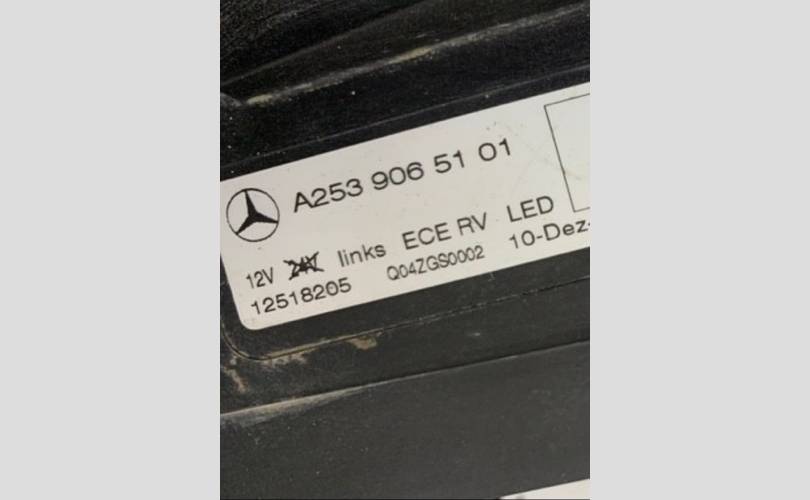 A253 906 51 01
12V 24V links ECE RV LED
12518205 Q04ZGS0002 10-Dez-